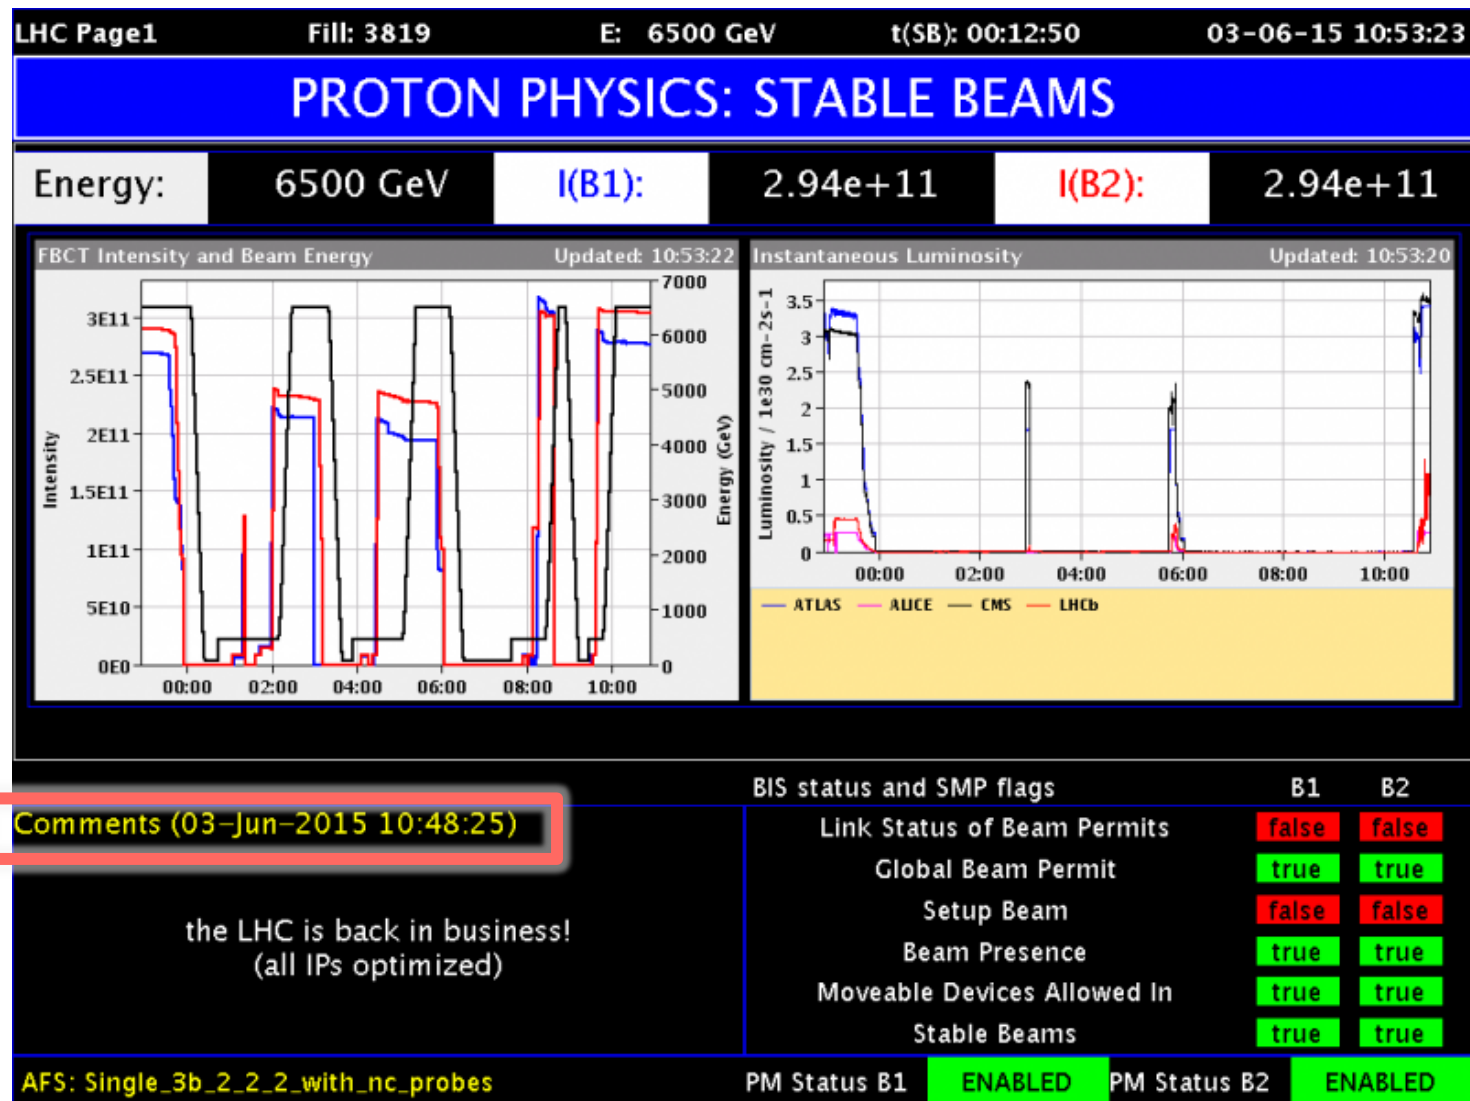 LHC Page1 Fill: 3819 E: 6500 GeV t(SB): 00:12:50 03-06-15 10:53:23
PROTON PHYSICS: STABLE BEAMS
Energy: 6500 GeV I(B1): 2.94e+11 I(B2): 2.94e+11
FBCT Intensity and Beam Energy Updated: 10:53:22
Intensity
3E11
2.5E11
2E11
1.5E11
1E11
5E10
0E0
7000
6000
5000
4000
3000
2000
1000
0
Energy (GeV)
00:00 02:00 04:00 06:00 08:00 10:00
Instantaneous Luminosity Updated: 10:53:20
Luminosity / 1e30 cm-2s-1
3.5
3
2.5
2
1.5
1
0.5
0
00:00 02:00 04:00 06:00 08:00 10:00
ATLAS ALICE CMS LHCb
Comments (03-Jun-2015 10:48:25)
the LHC is back in business!
(all IPs optimized)
BIS status and SMP flags B1 B2
Link Status of Beam Permits false false
Global Beam Permit true true
Setup Beam false false
Beam Presence true true
Moveable Devices Allowed In true true
Stable Beams true true
AFS: Single_3b_2_2_2_with_nc_probes PM Status B1 ENABLED PM Status B2 ENABLED